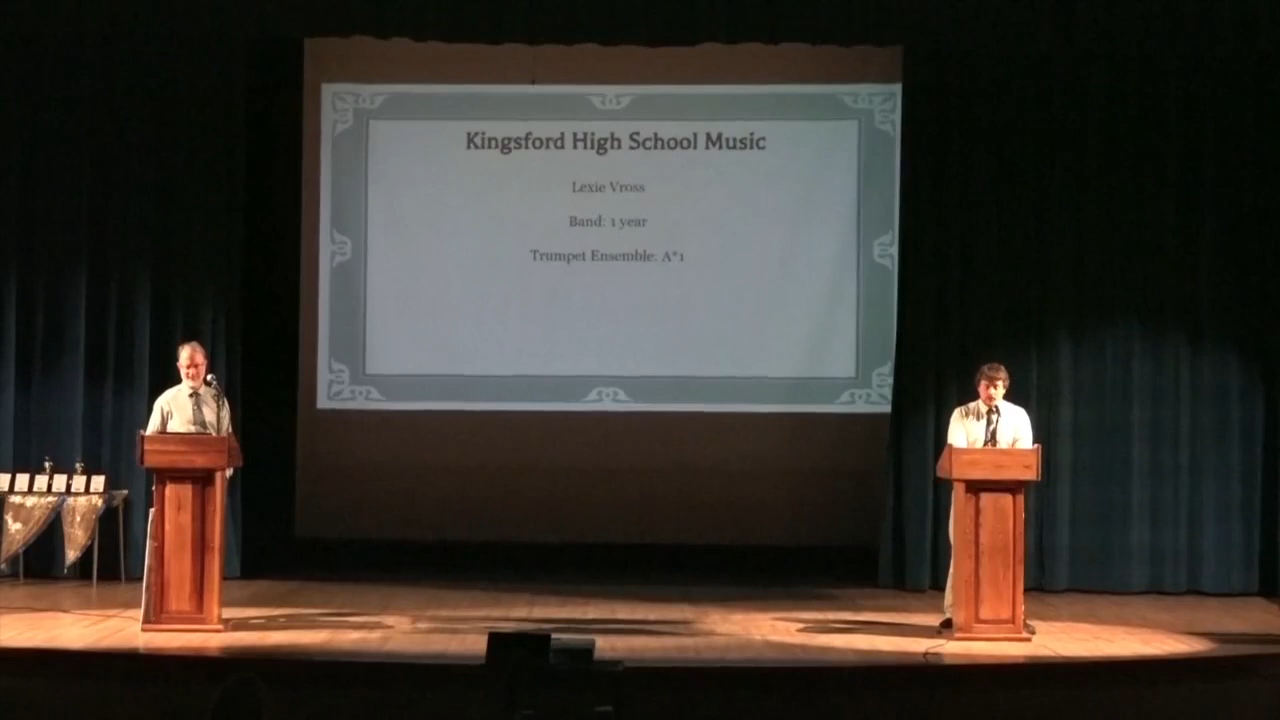 Kingsford High School Music
Lexie Vross
Band: 1 year
Trumpet Ensemble: A*1